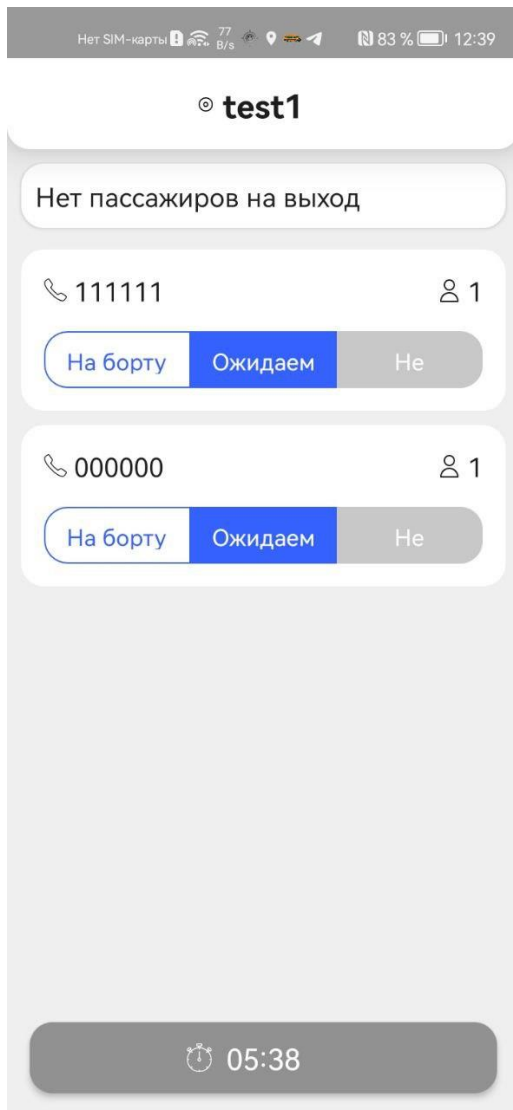 Нет SIM-карты 77 B/s 83 % 12:39
test1
Нет пассажиров на выход
111111 1
На борту Ожидаем Не
000000 1
На борту Ожидаем Не
05:38